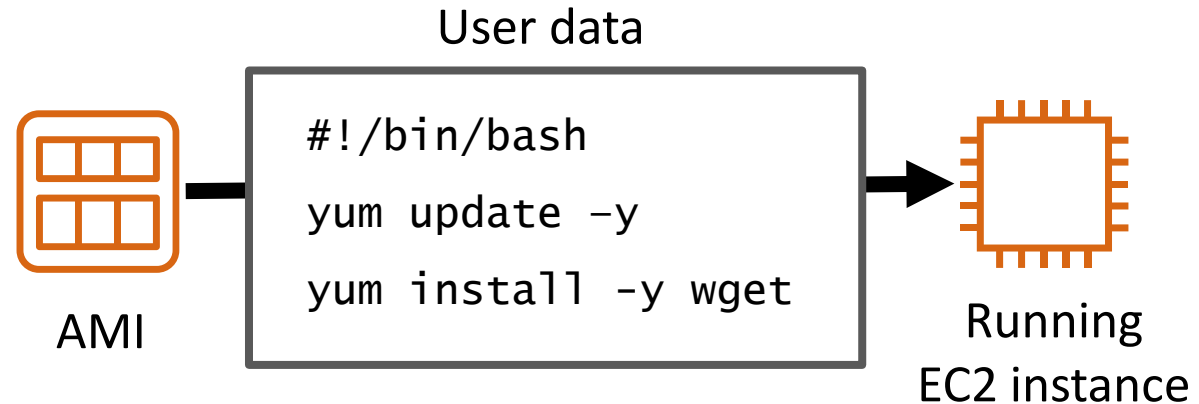 User data
#!/bin/bash
yum update –y
yum install -y wget
AMI
Running
EC2 instance